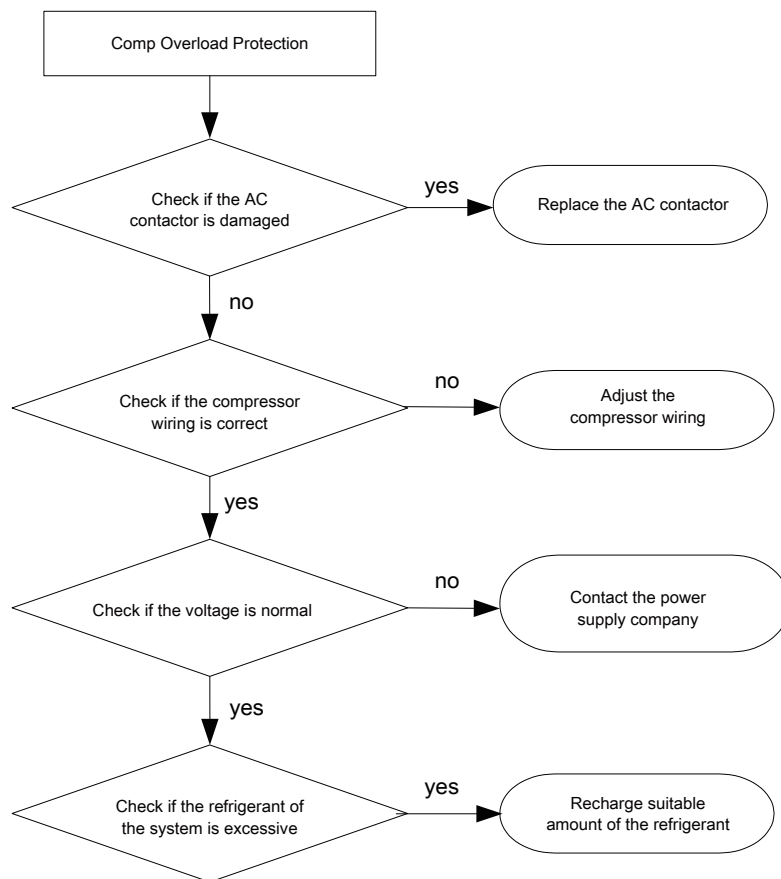 Comp Overload Protection
Check if the AC
contactor is damaged
yes
Replace the AC contactor
no
Check if the compressor
wiring is correct
no
Adjust the
compressor wiring
yes
Check if the voltage is normal
no
Contact the power
supply company
yes
Check if the refrigerant of
the system is excessive
yes
Recharge suitable
amount of the refrigerant